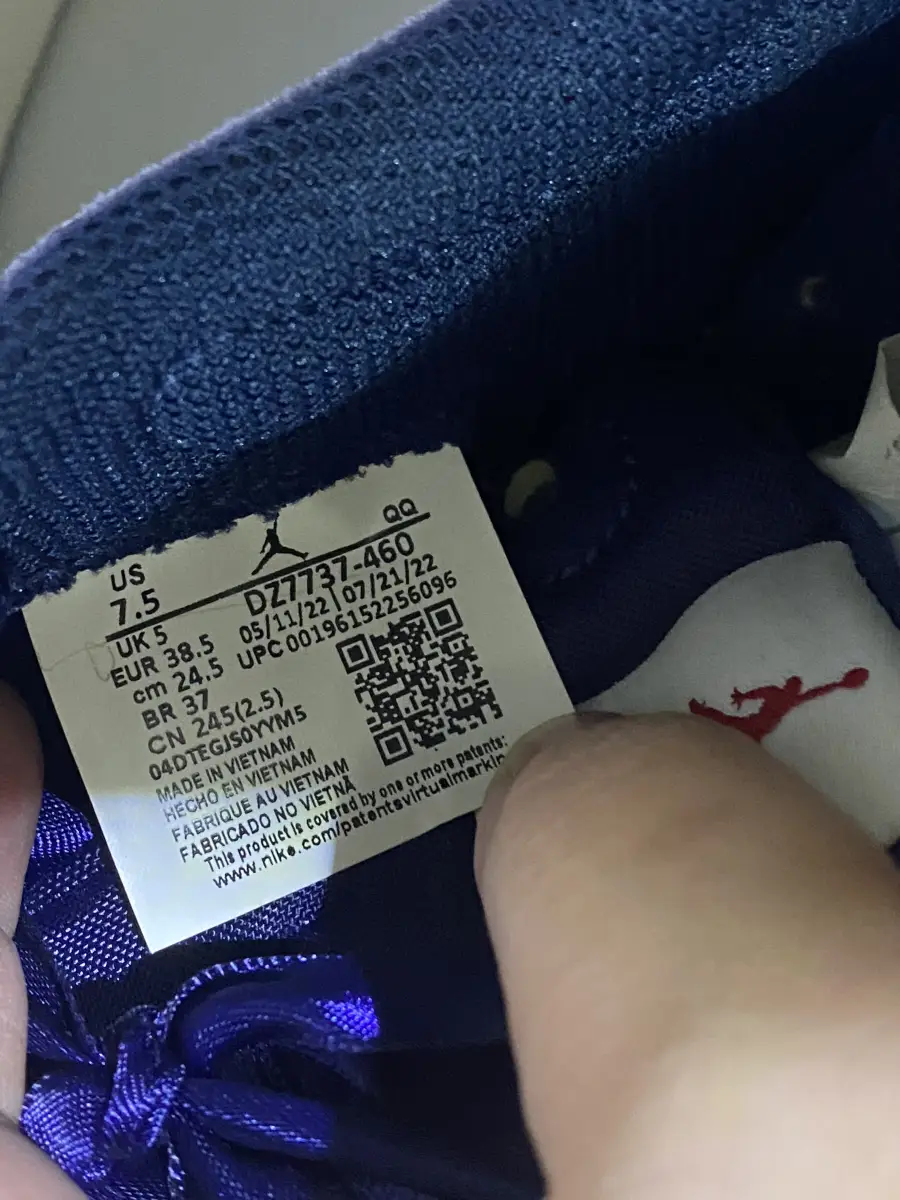 QQ
US
7.5
DZ7737-460
05/11/22 07/21/22
UPC 00196152256096
UK 5
EUR 38.5
cm 24.5
BR 37
CN 245(2.5)
04DTEGIS0YYM5
MADE IN VIETNAM
HECHO EN VIETNAM
FABRIQUE AU VIETNAM
FABRICADO NO VIETNÃ
This product is covered by one or more patents:
www.nike.com/patentsvirtualmarkin